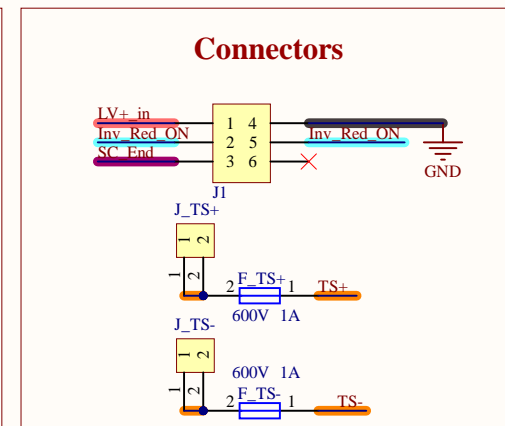 Connectors
LV+_in
1 4
Inv_Red_ON 2 5 Inv_Red_ON
SC_End 3 6
GND
J1
J_TS+
1 2
1 2
2 F_TS+ 1 TS+
600V 1A
J_TS-
1 2
600V 1A
1 2
2 F_TS- 1 TS-